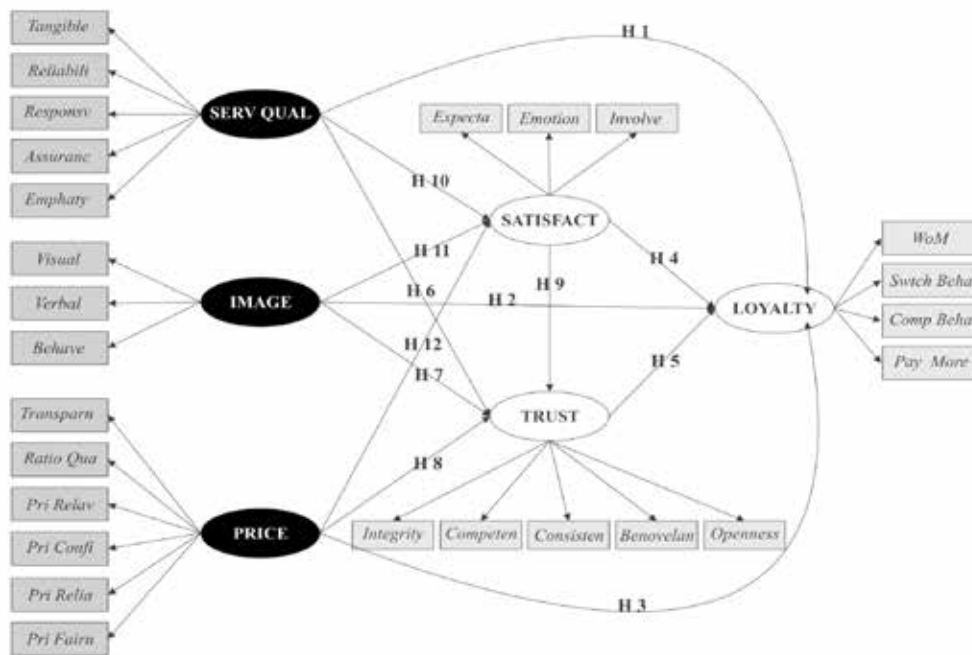 Tangible
Reliabili
Responsv
Assuranc
Emphaty
SERV QUAL
H 1
Expecta
Emotion
Involve
H 10
SATISFACT
H 11
H 4
H 9
Visual
Verbal
Behave
IMAGE
H 6
H 2
LOYALTY
WoM
Swich Beha
Comp Beha
Pay More
H 12
H 7
H 5
TRUST
H 8
Transparn
Ratio Qua
Pri Relav
Pri Confi
Pri Relia
Pri Fairn
PRICE
Integrity
Competen
Consisten
Benovelan
Openness
H 3